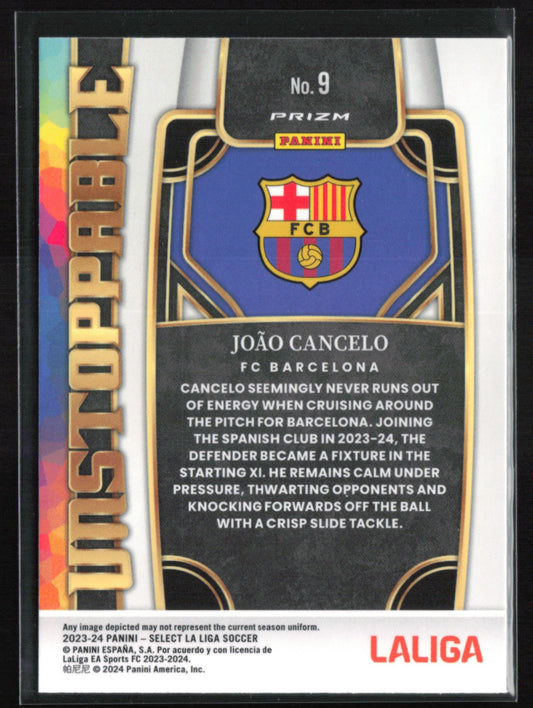 UNSTOPPABLE
No. 9
PRIZM
PANINI
FCB
JOÃO CANCELO
FC BARCELONA
CANCELO SEEMINGLY NEVER RUNS OUT
OF ENERGY WHEN CRUISING AROUND
THE PITCH FOR BARCELONA. JOINING
THE SPANISH CLUB IN 2023-24, THE
DEFENDER BECAME A FIXTURE IN THE
STARTING XI. HE REMAINS CALM UNDER
PRESSURE, THWARTING OPPONENTS AND
KNOCKING FORWARDS OFF THE BALL
WITH A CRISP SLIDE TACKLE.
Any image depicted may not represent the current season uniform.
2023-24 PANINI – SELECT LA LIGA SOCCER
© PANINI ESPAÑA, S.A. Por acuerdo y con licencia de
LaLiga EA Sports FC 2023-2024.
帕尼尼 © 2024 Panini America, Inc.
LALIGA